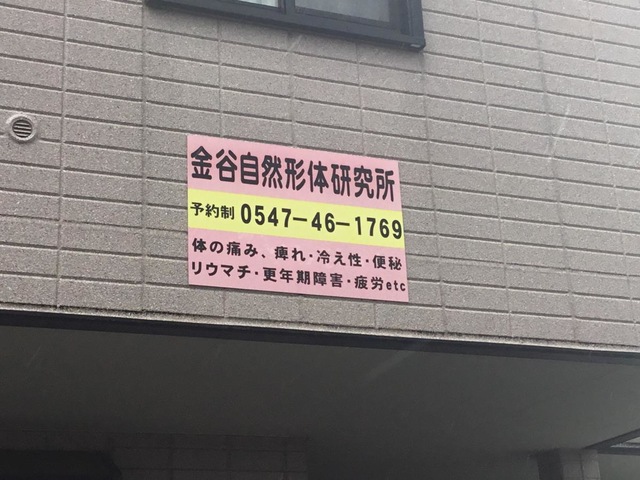 金谷自然形体研究所
予約制 0547-46-1769
体の痛み、痺れ・冷え性・便秘
リウマチ・更年期障害・疲労etc